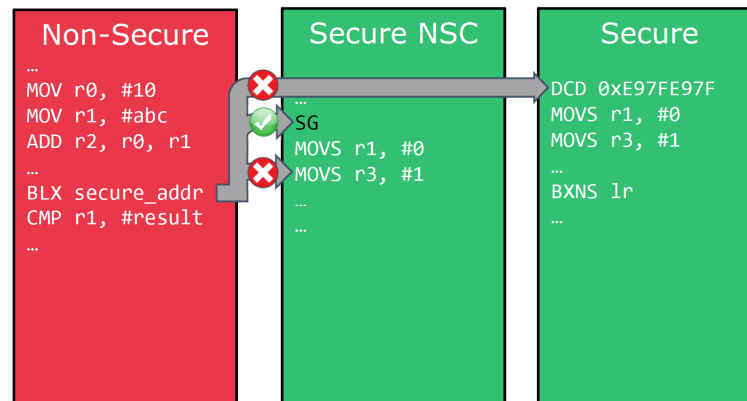 Non-Secure
…
MOV r0, #10
MOV r1, #abc
ADD r2, r0, r1
…
BLX secure_addr
CMP r1, #result
…
Secure NSC
…
SG
MOVS r1, #0
MOVS r3, #1
…
…
Secure
DCD 0xE97FE97F
MOVS r1, #0
MOVS r3, #1
…
BXNS lr
…